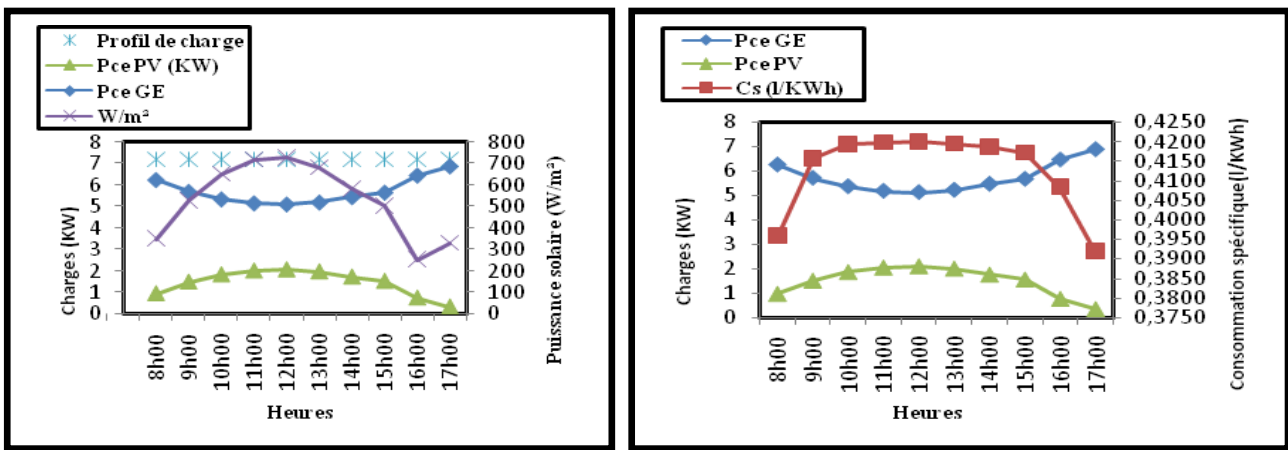 Profil de charge
Pce PV (KW)
Pce GE
W/m²
8
7
6
5
4
3
2
1
0
Charges (KW)
800
700
600
500
400
300
200
100
0
Puissance solaire (W/m²)
8h00
9h00
10h00
11h00
12h00
13h00
14h00
15h00
16h00
17h00
Heures
Pce GE
Pce PV
Cs (l/KWh)
8
7
6
5
4
3
2
1
0
Charges (KW)
0,4250
0,4200
0,4150
0,4100
0,4050
0,4000
0,3950
0,3900
0,3850
0,3800
0,3750
Consommation spécifique(l/KWh)
8h00
9h00
10h00
11h00
12h00
13h00
14h00
15h00
16h00
17h00
Heures